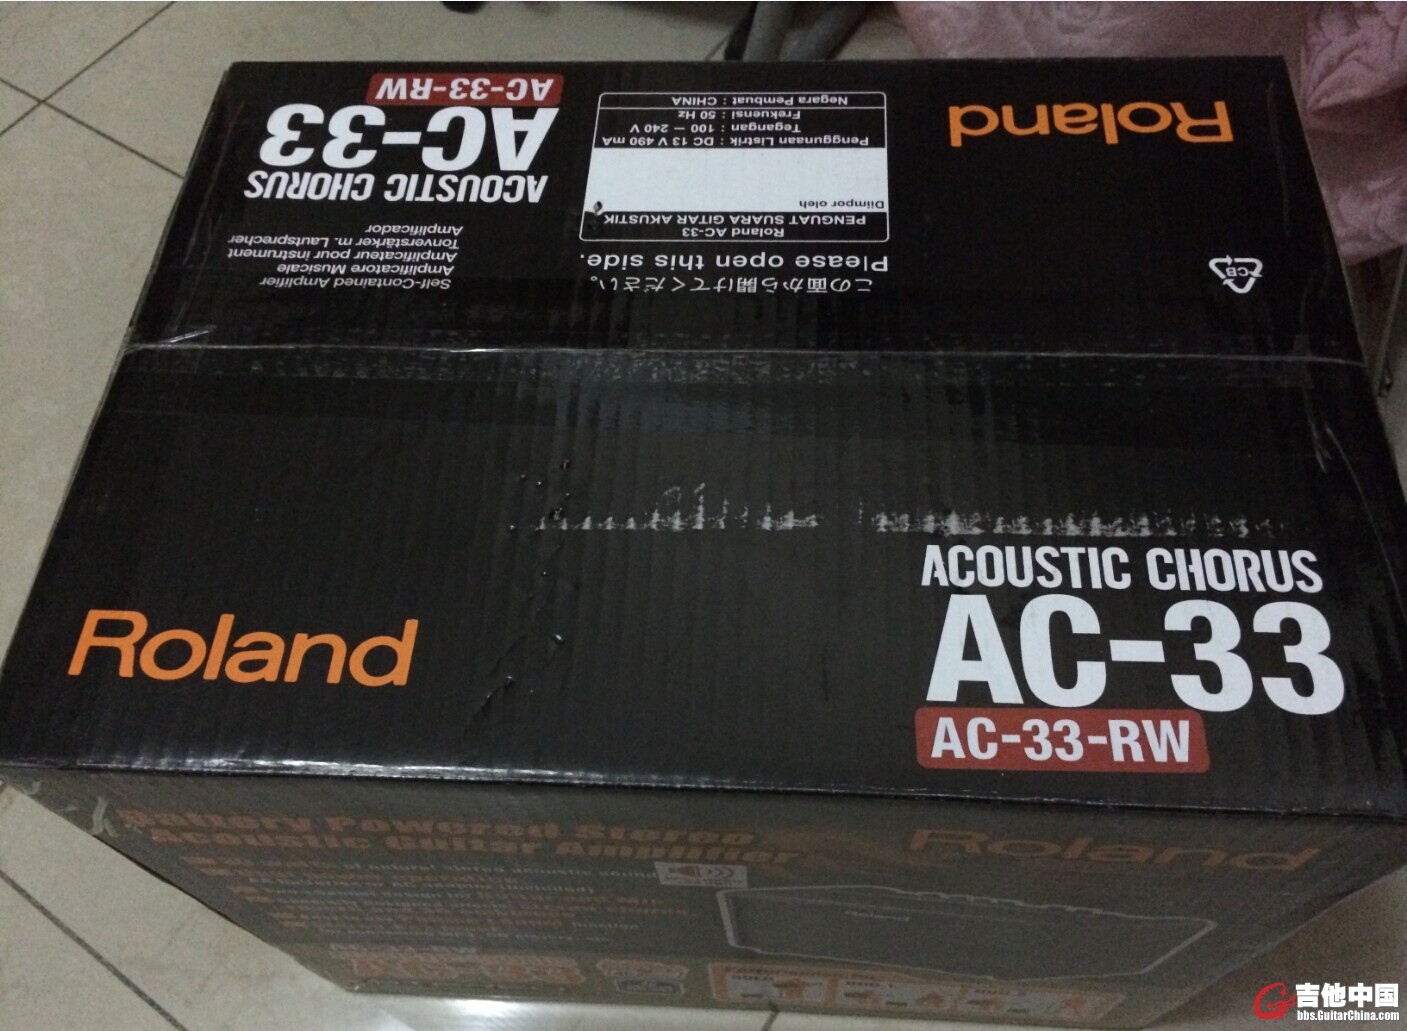 AC-33-RW
AC-33
ACOUSTIC CHORUS
Self-Contained Amplifier
Amplificatore Musicale
Amplificateur pour instrument
Tonverstärker m. Lautsprecher
Amplificador
この面から開けてください。
Please open this side.
Roland AC-33
PENGUAT SUARA GITAR AKUSTIK
Diimpor oleh
Penggunaan Listrik : DC 13 V 490 mA
Tegangan : 100 – 240 V
Frekuensi : 50 Hz
Negara Pembuat : CHINA
Roland
CB
Roland
ACOUSTIC CHORUS
AC-33
AC-33-RW
Battery Powered Stereo
Acoustic Guitar Amplifier
Roland
Roland
吉他中国
bbs.GuitarChina.com